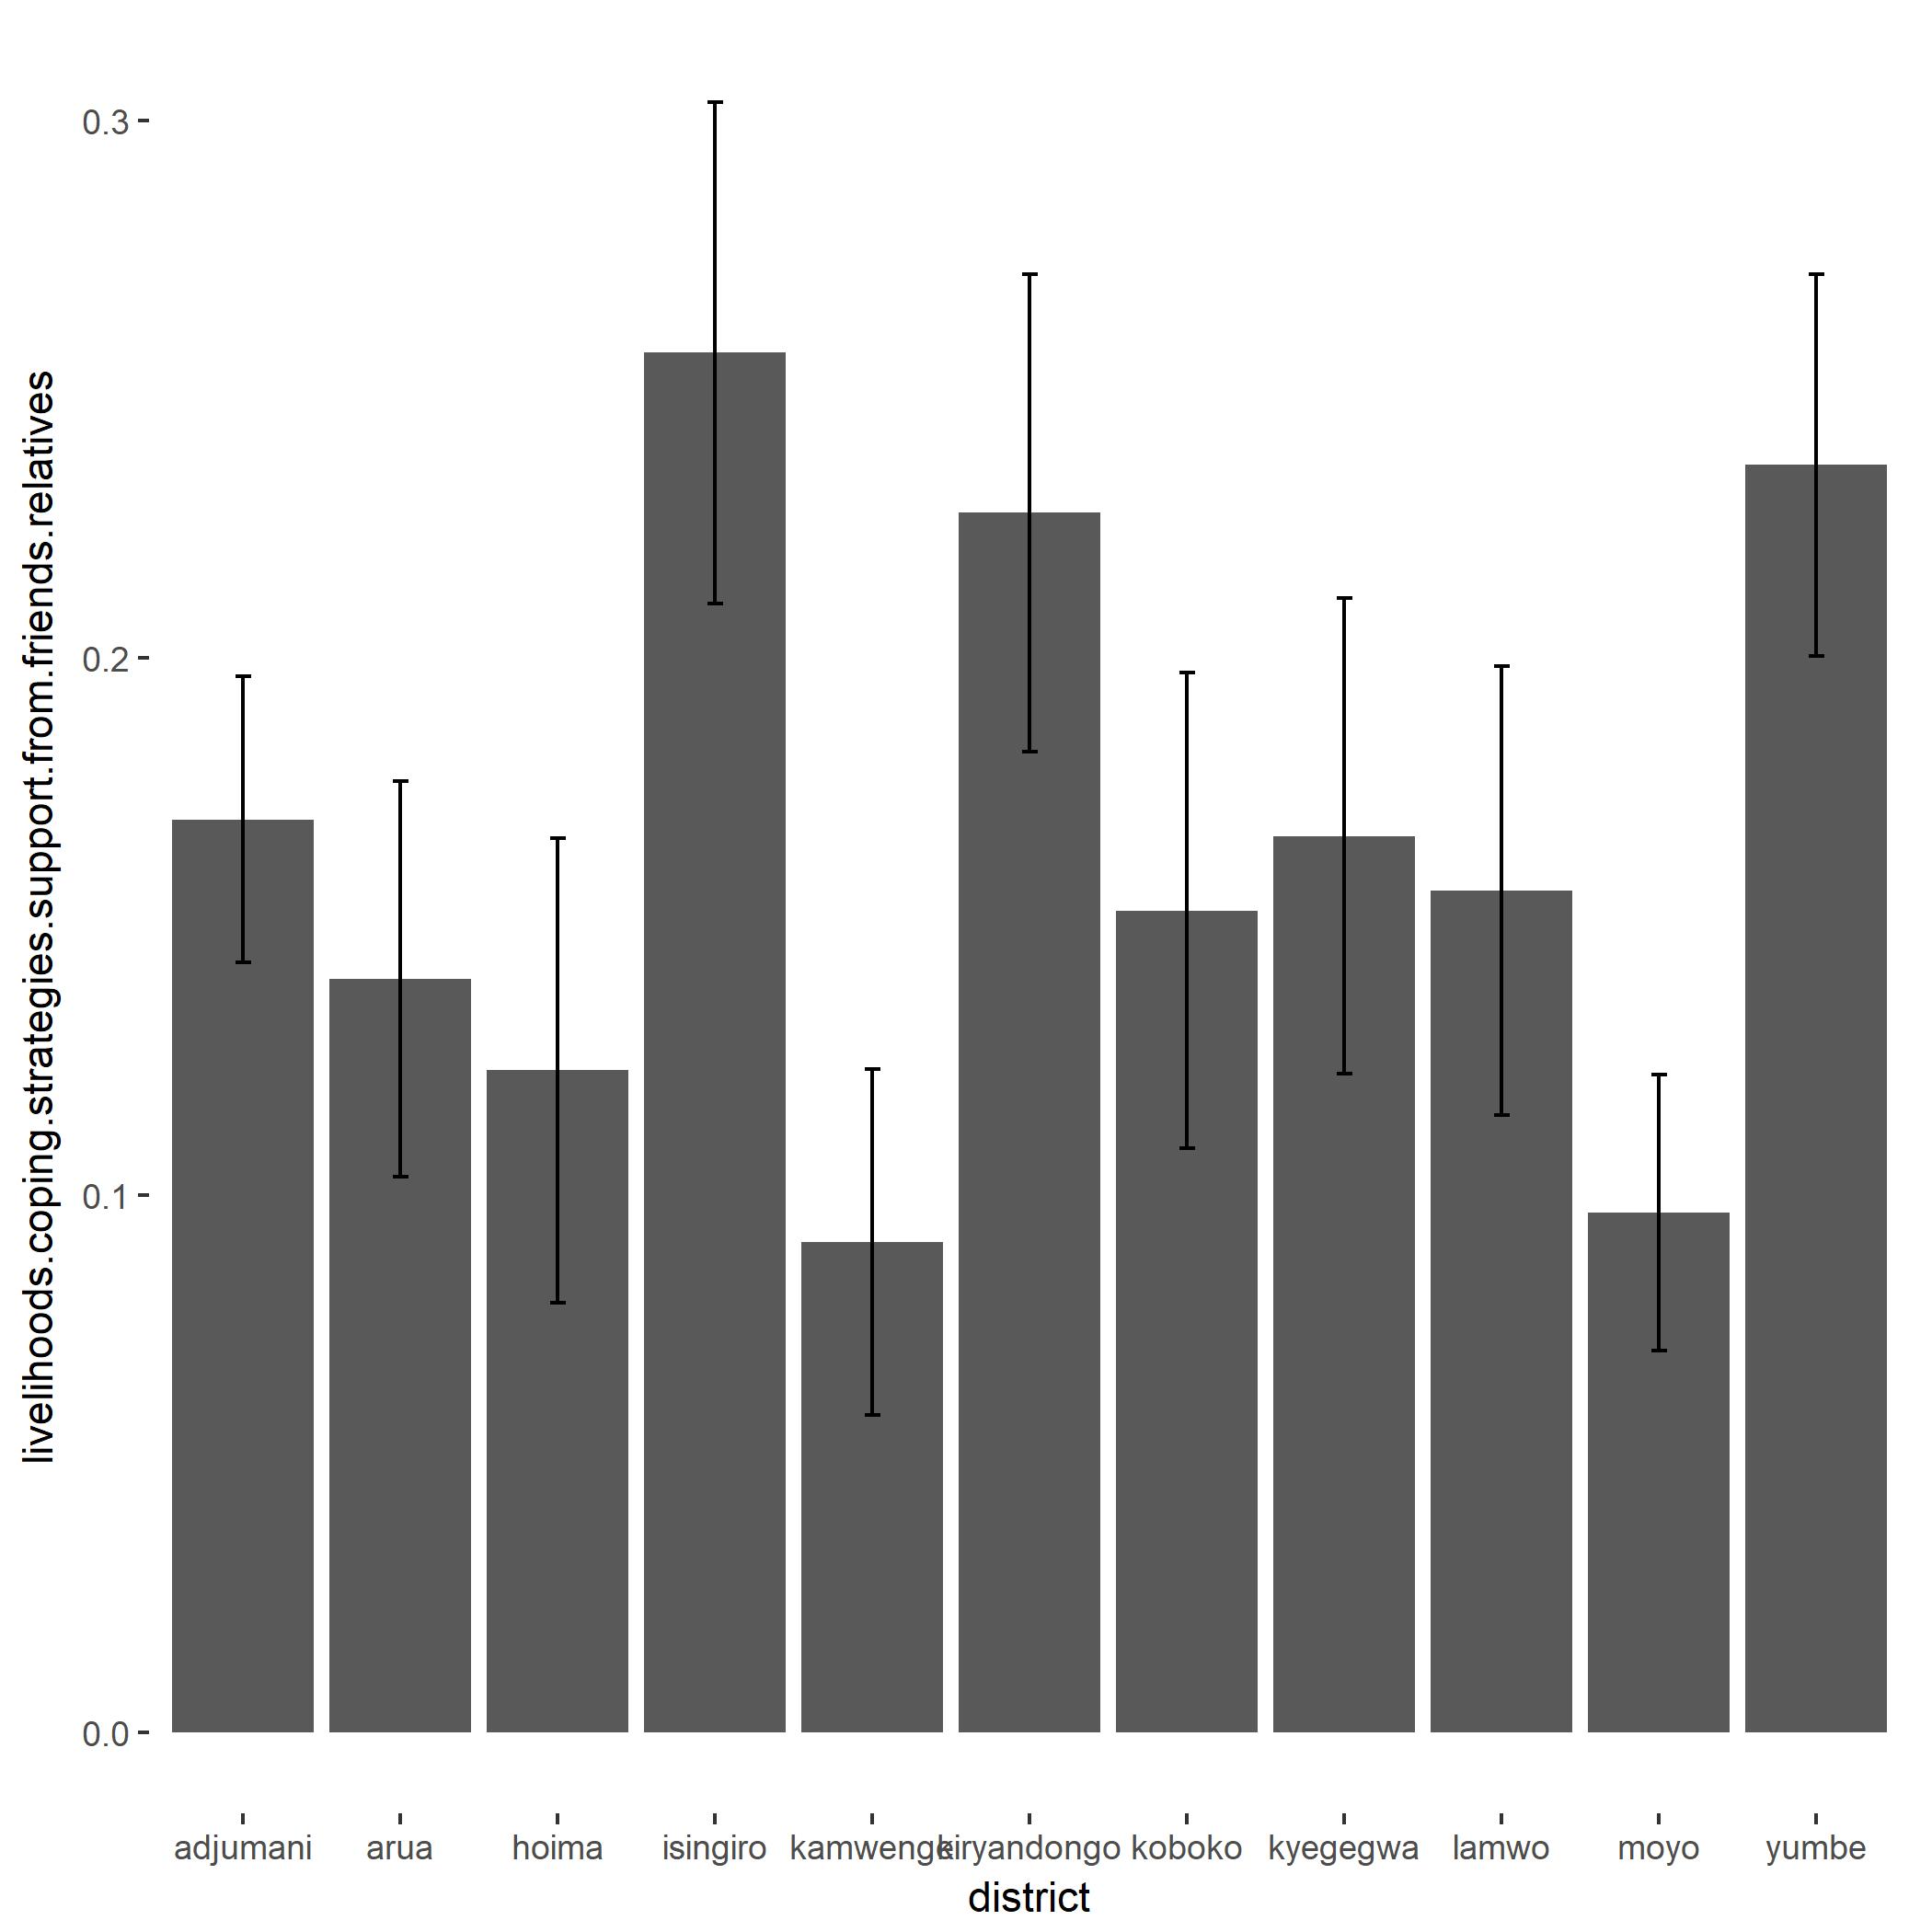 livelihoods.coping.strategies.support.from.friends.relatives
0.3
0.2
0.1
0.0
adjumani arua hoima isingiro kamwenge kiryandongo koboko kyegegwa lamwo moyo yumbe
district